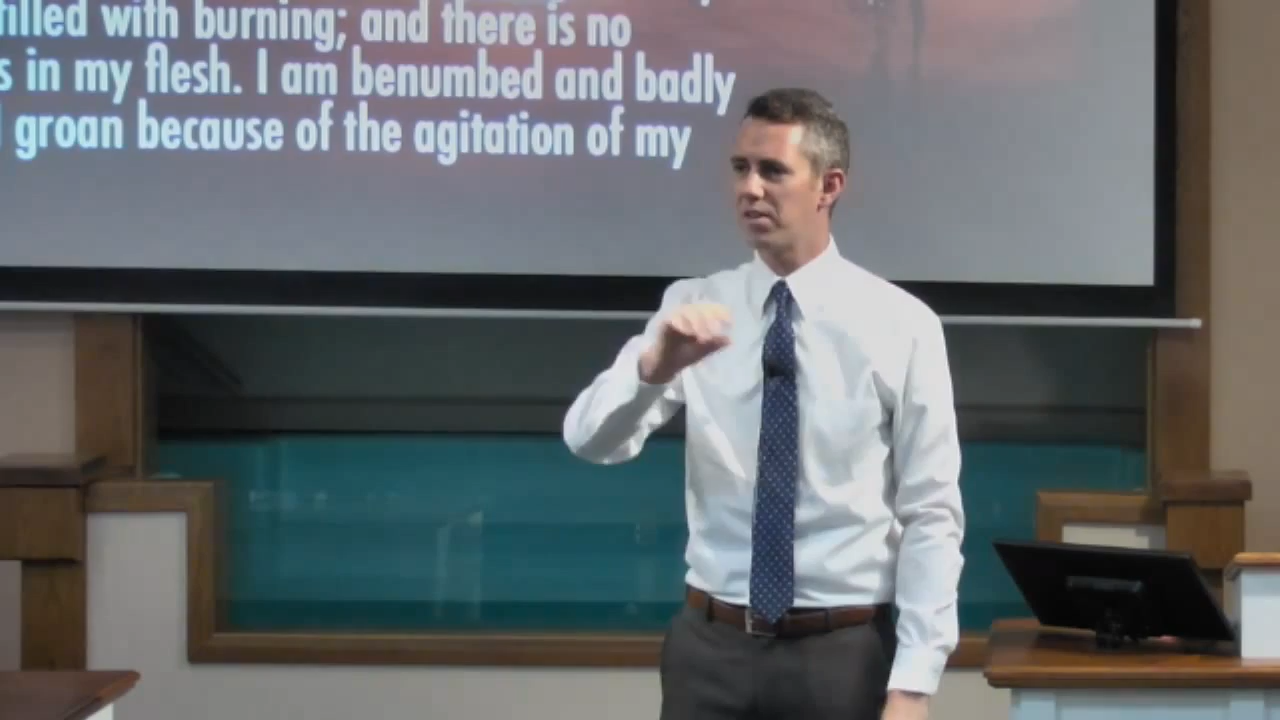 filled with burning; and there is no
in my flesh. I am benumbed and badly
groan because of the agitation of my